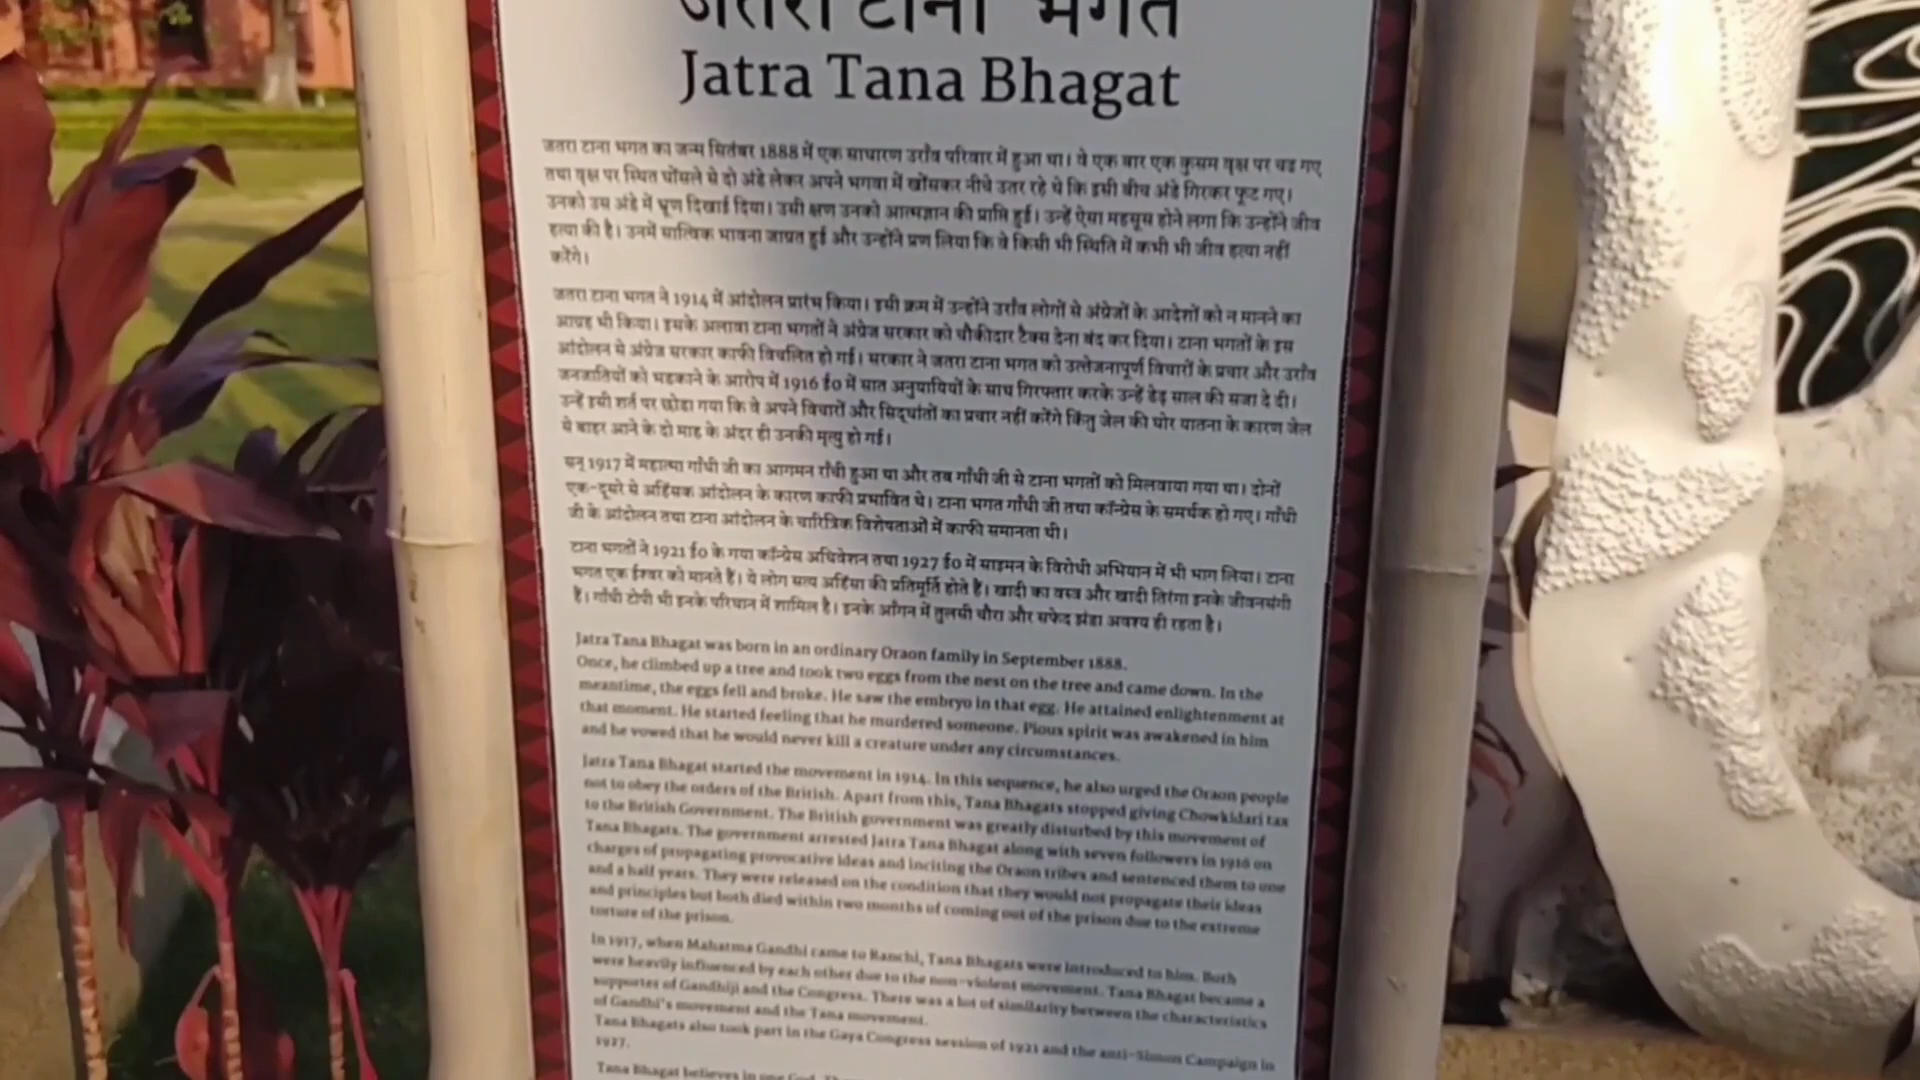 जतरा टाना भगत
Jatra Tana Bhagat
जतरा टाना भगत का जन्म सितंबर 1888 में एक साधारण उराँव परिवार में हुआ था। वे एक बार एक कुसम वृक्ष पर चढ गए
तथा वृक्ष पर स्थित घोंसले से दो अंडे लेकर अपने भगवा में खोंसकर नीचे उतर रहे थे कि इसी बीच अंडे गिरकर फूट गए।
उनको उस अंडे में भ्रूण दिखाई दिया। उसी क्षण उनको आत्मज्ञान की प्राप्ति हुई। उन्हें ऐसा महसूस होने लगा कि उन्होंने जीव
हत्या की है। उनमें सात्विक भावना जाग्रत हुई और उन्होंने प्रण लिया कि वे किसी भी स्थिति में कभी भी जीव हत्या नहीं
करेंगे।
जतरा टाना भगत ने 1914 में आंदोलन प्रारंभ किया। इसी क्रम में उन्होंने उराँव लोगों से अंग्रेजों के आदेशों को न मानने का
आग्रह भी किया। इसके अलावा टाना भगतों ने अंग्रेज सरकार को चौकीदार टैक्स देना बंद कर दिया। टाना भगतों के इस
आंदोलन से अंग्रेज सरकार काफी विचलित हो गई। सरकार ने जतरा टाना भगत को उत्तेजनापूर्ण विचारों के प्रचार और उराँव
जनजातियों को भडकाने के आरोप में 1916 ई0 में सात अनुयायियों के साथ गिरफ्तार करके उन्हें डेढ़ साल की सजा दे दी।
उन्हें इसी शर्त पर छोडा गया कि वे अपने विचारों और सिद्धांतों का प्रचार नहीं करेंगे किंतु जेल की घोर यातना के कारण जेल
से बाहर आने के दो माह के अंदर ही उनकी मृत्यु हो गई।
सन् 1917 में महात्मा गाँधी जी का आगमन राँची हुआ था और तब गाँधी जी से टाना भगतों को मिलवाया गया था। दोनों
एक-दूसरे से अहिंसक आंदोलन के कारण काफी प्रभावित थे। टाना भगत गाँधी जी तथा कॉन्ग्रेस के समर्थक हो गए। गाँधी
जी के आंदोलन तथा टाना आंदोलन के चारित्रिक विशेषताओं में काफी समानता थी।
टाना भगतों ने 1921 ई0 के गया कॉन्ग्रेस अधिवेशन तथा 1927 ई0 में साइमन के विरोधी अभियान में भी भाग लिया। टाना
भगत एक ईश्वर को मानते हैं। ये लोग सत्य अहिंसा की प्रतिमूर्ति होते हैं। खादी का वस्त्र और खादी तिरंगा इनके जीवनसंगी
हैं। गाँधी टोपी भी इनके परिधान में शामिल है। इनके आँगन में तुलसी चौरा और सफेद झंडा अवश्य ही रहता है।
Jatra Tana Bhagat was born in an ordinary Oraon family in September 1888.
Once, he climbed up a tree and took two eggs from the nest on the tree and came down. In the
meantime, the eggs fell and broke. He saw the embryo in that egg. He attained enlightenment at
that moment. He started feeling that he murdered someone. Pious spirit was awakened in him
and he vowed that he would never kill a creature under any circumstances.
Jatra Tana Bhagat started the movement in 1914. In this sequence, he also urged the Oraon people
not to obey the orders of the British. Apart from this, Tana Bhagats stopped giving Chowkidari tax
to the British Government. The British government was greatly disturbed by this movement of
Tana Bhagats. The government arrested Jatra Tana Bhagat along with seven followers in 1916 on
charges of propagating provocative ideas and inciting the Oraon tribes and sentenced them to one
and a half years. They were released on the condition that they would not propagate their ideas
and principles but both died within two months of coming out of the prison due to the extreme
torture of the prison.
In 1917, when Mahatma Gandhi came to Ranchi, Tana Bhagats were introduced to him. Both
were heavily influenced by each other due to the non-violent movement. Tana Bhagat became a
supporter of Gandhiji and the Congress. There was a lot of similarity between the characteristics
of Gandhi's movement and the Tana movement.
Tana Bhagats also took part in the Gaya Congress session of 1921 and the anti-Simon Campaign in
1927.
Tana Bhagat believes in one God.